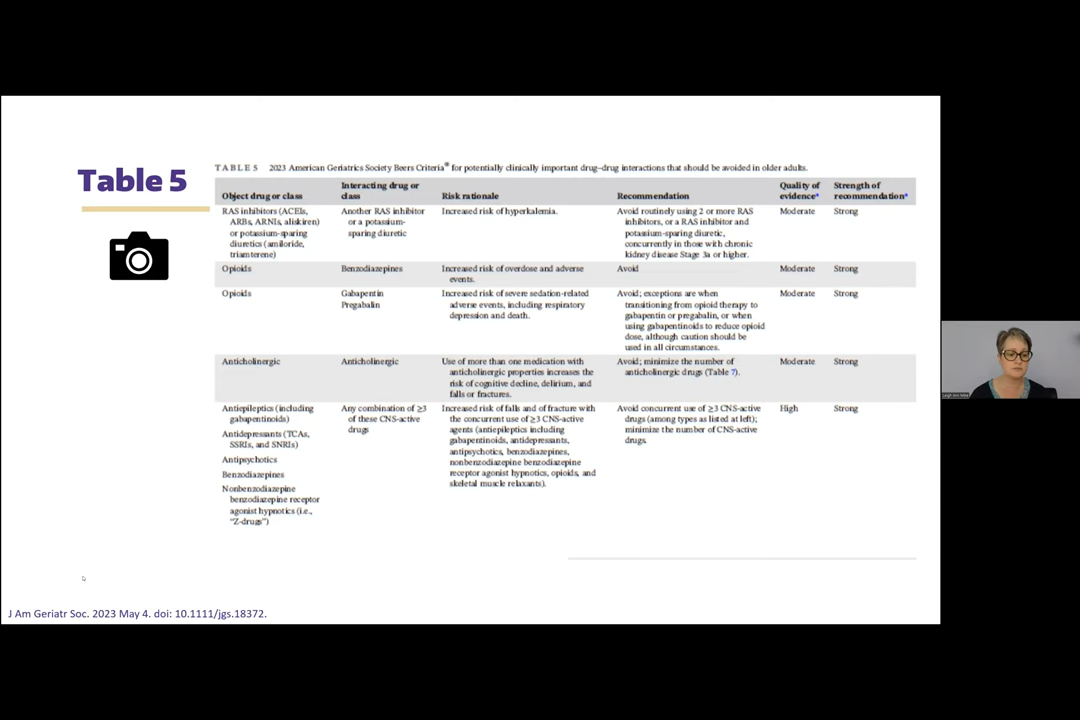 Table 5
TABLE 5 2023 American Geriatrics Society Beers Criteria® for potentially clinically important drug–drug interactions that should be avoided in older adults.
Object drug or class
Interacting drug or
class
Risk rationale
Recommendation
Quality of
evidence*
Strength of
recommendation*
RAS inhibitors (ACEIs,
ARBs, ARNIs, aliskiren)
or potassium-sparing
diuretics (amiloride,
triamterene)
Another RAS inhibitor
or a potassium-
sparing diuretic
Increased risk of hyperkalemia.
Avoid routinely using 2 or more RAS
inhibitors, or a RAS inhibitor and
potassium-sparing diuretic,
concurrently in those with chronic
kidney disease Stage 3a or higher.
Moderate
Strong
Opioids
Benzodiazepines
Increased risk of overdose and adverse
events.
Avoid
Moderate
Strong
Opioids
Gabapentin
Pregabalin
Increased risk of severe sedation-related
adverse events, including respiratory
depression and death.
Avoid; exceptions are when
transitioning from opioid therapy to
gabapentin or pregabalin, or when
using gabapentinoids to reduce opioid
dose, although caution should be
used in all circumstances.
Moderate
Strong
Anticholinergic
Anticholinergic
Use of more than one medication with
anticholinergic properties increases the
risk of cognitive decline, delirium, and
falls or fractures.
Avoid; minimize the number of
anticholinergic drugs (Table 7).
Moderate
Strong
Antiepileptics (including
gabapentinoids)
Antidepressants (TCAs,
SSRIs, and SNRIs)
Antipsychotics
Benzodiazepines
Nonbenzodiazepine
benzodiazepine receptor
agonist hypnotics (i.e.,
“Z-drugs”)
Any combination of ≥3
of these CNS-active
drugs
Increased risk of falls and of fracture with
the concurrent use of ≥3 CNS-active
agents (antiepileptics including
gabapentinoids, antidepressants,
antipsychotics, benzodiazepines,
nonbenzodiazepine benzodiazepine
receptor agonist hypnotics, opioids, and
skeletal muscle relaxants).
Avoid concurrent use of ≥3 CNS-active
drugs (among types as listed at left);
minimize the number of CNS-active
drugs.
High
Strong
J Am Geriatr Soc. 2023 May 4. doi: 10.1111/jgs.18372.